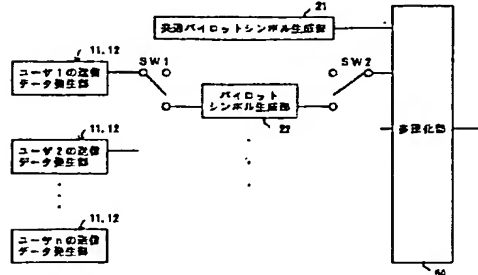 21
共通パイロットシンボル生成部
11,12
SW1
SW2
ユーザ1の送信
データ発生部
パイロット
シンボル生成部
22
11,12
ユーザ2の送信
データ発生部
多重化部
11,12
ユーザnの送信
データ発生部